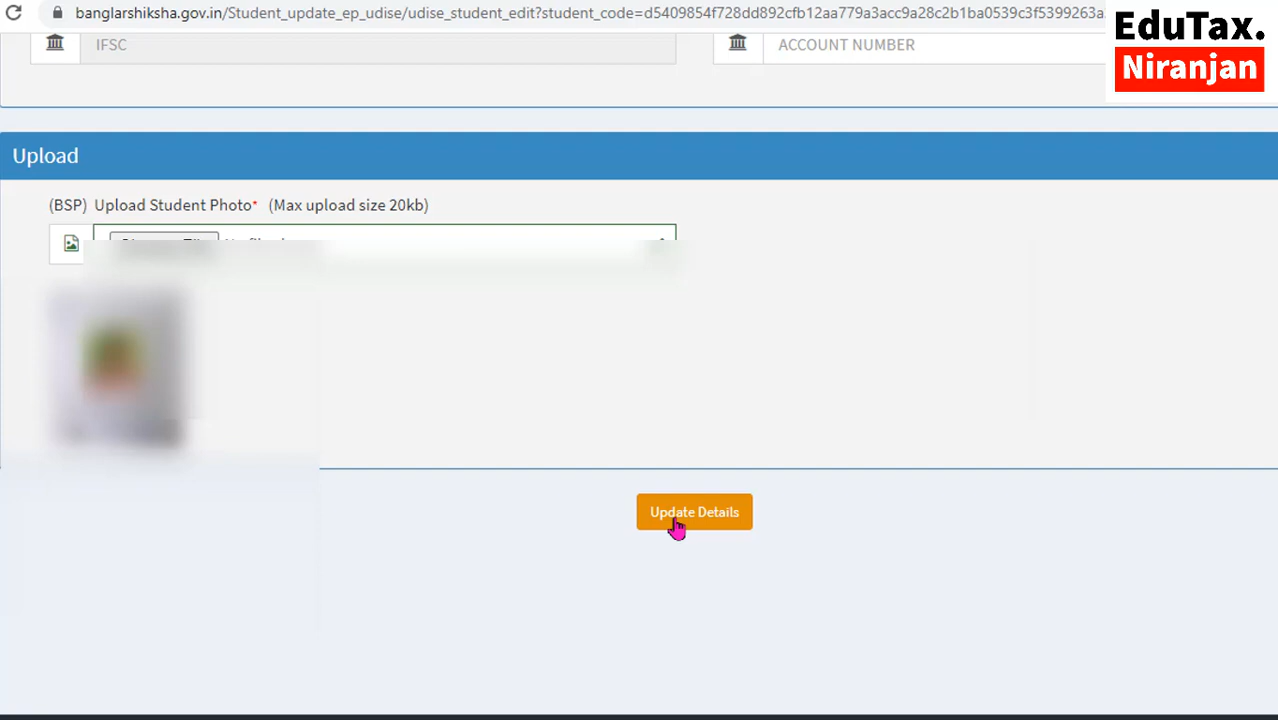 banglarshiksha.gov.in/Student_update_ep_udise/udise_student_edit?student_code=d5409854f728dd892cfb12aa779a3acc9a28c2b1ba0539c3f5399263a
EduTax.
Niranjan
IFSC
ACCOUNT NUMBER
Upload
(BSP) Upload Student Photo* (Max upload size 20kb)
Update Details